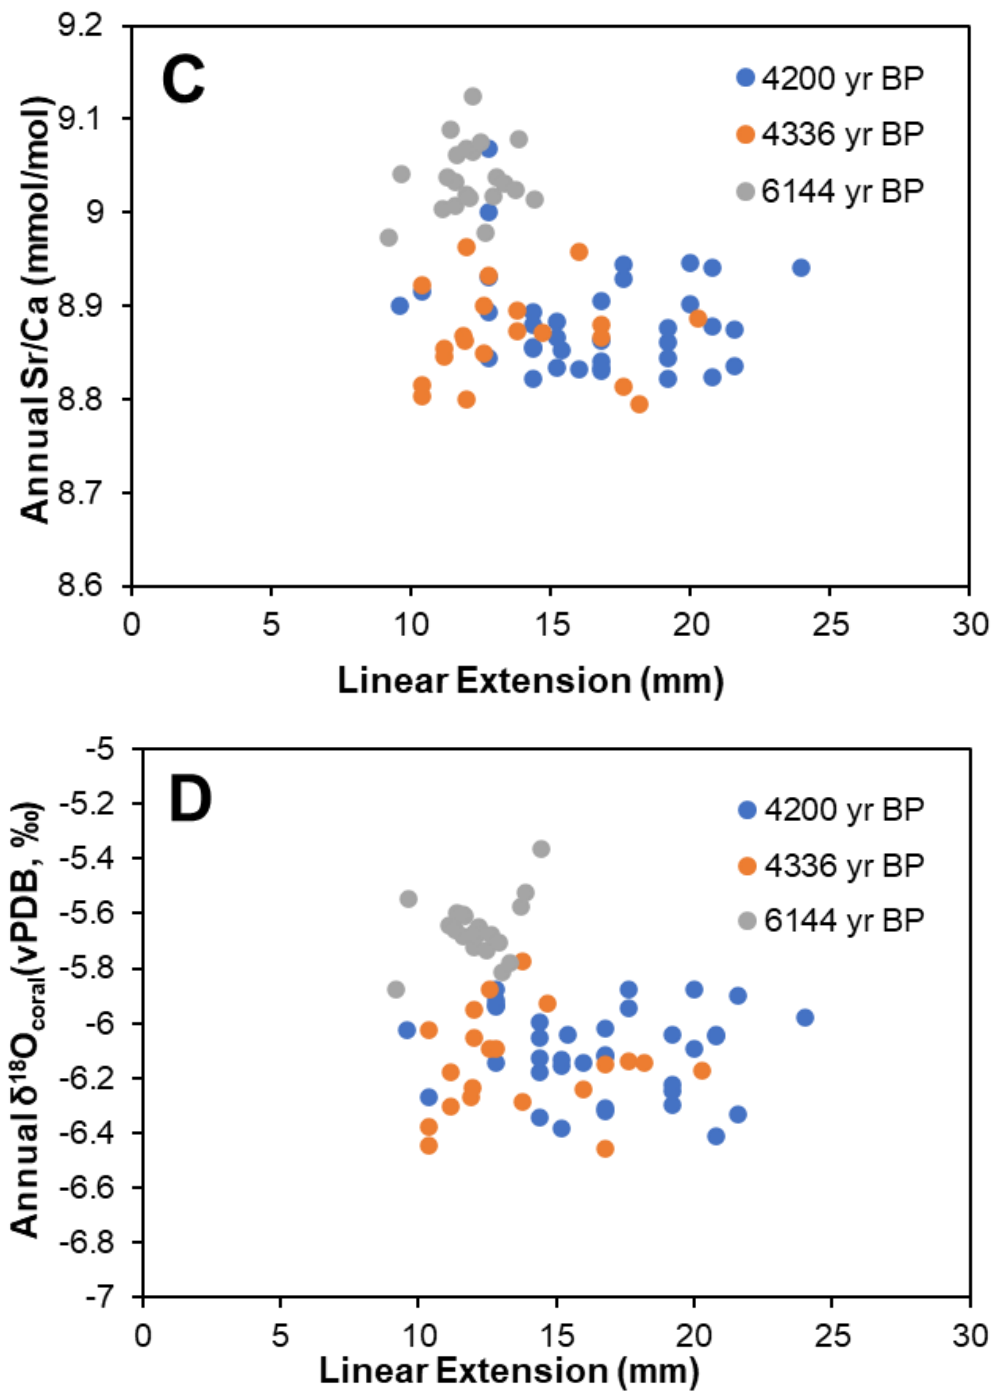 C
4200 yr BP
4336 yr BP
6144 yr BP
Annual Sr/Ca (mmol/mol)
9.2
9.1
9
8.9
8.8
8.7
8.6
0 5 10 15 20 25 30
Linear Extension (mm)
D
4200 yr BP
4336 yr BP
6144 yr BP
Annual δ¹⁸Ocoral(vPDB, ‰)
-5
-5.2
-5.4
-5.6
-5.8
-6
-6.2
-6.4
-6.6
-6.8
-7
0 5 10 15 20 25 30
Linear Extension (mm)